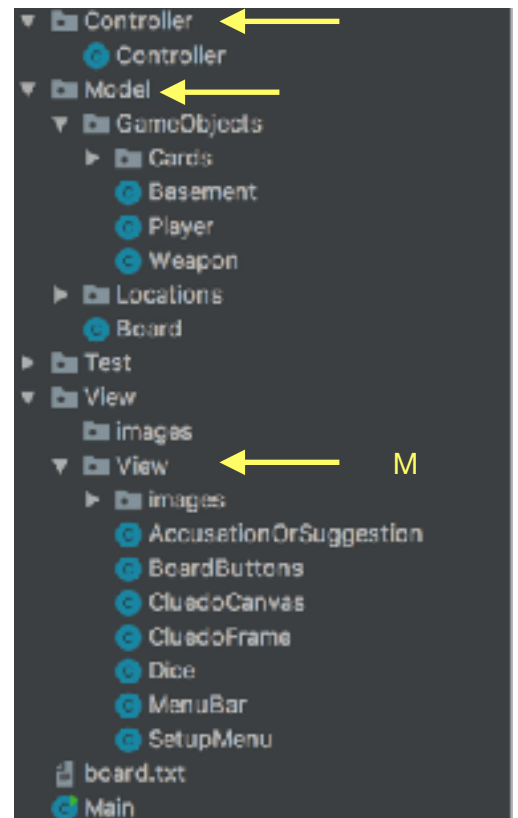 Controller
Controller
Model
GameObjects
Cards
Basement
Player
Weapon
Locations
Board
Test
View
images
View M
images
AccusationOrSuggestion
BoardButtons
CluedoCanvas
CluedoFrame
Dice
MenuBar
SetupMenu
board.txt
Main